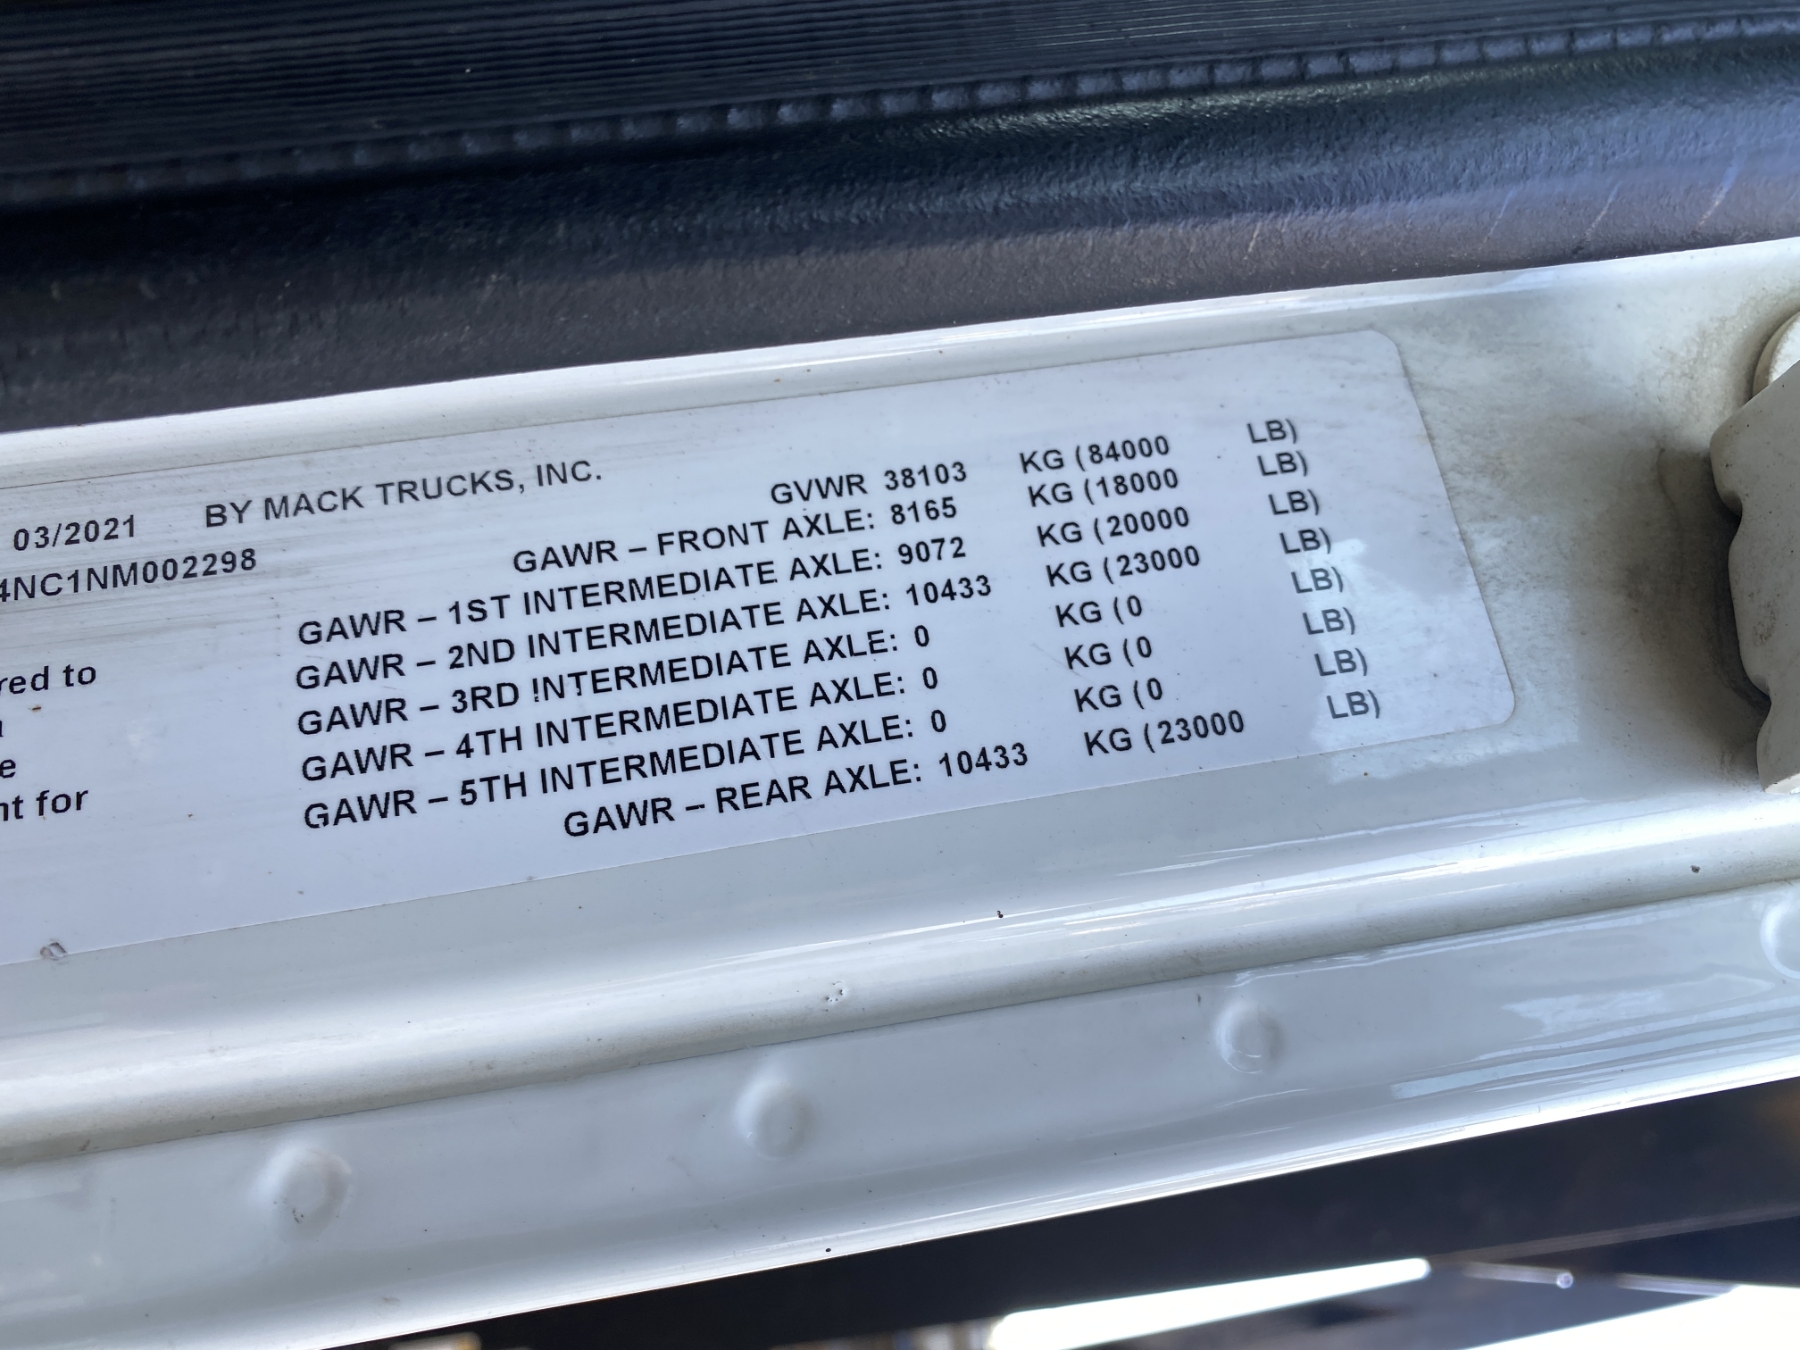 03/2021 BY MACK TRUCKS, INC.
4NC1NM002298
GVWR 38103 KG (84000 LB)
GAWR – FRONT AXLE: 8165 KG (18000 LB)
GAWR – 1ST INTERMEDIATE AXLE: 9072 KG (20000 LB)
GAWR – 2ND INTERMEDIATE AXLE: 10433 KG (23000 LB)
GAWR – 3RD INTERMEDIATE AXLE: 0 KG (0 LB)
GAWR – 4TH INTERMEDIATE AXLE: 0 KG (0 LB)
GAWR – 5TH INTERMEDIATE AXLE: 0 KG (0 LB)
GAWR – REAR AXLE: 10433 KG (23000 LB)
red to
e
nt for